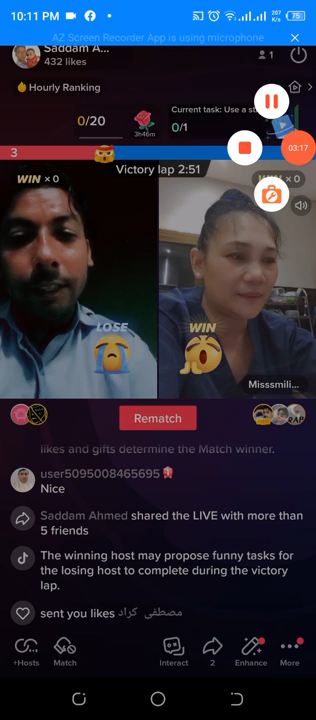 10:11 PM
207 K/s
75
AZ Screen Recorder App is using microphone
Saddam A...
432 likes
1
Hourly Ranking
0/20
3h46m
Current task: Use a
0/1
03:17
3
Victory lap 2:51
WIN × 0
× 0
LOSE
WIN
Misssmili...
Rematch
likes and gifts determine the Match winner.
user5095008465695
Nice
Saddam Ahmed shared the LIVE with more than
5 friends
The winning host may propose funny tasks for
the losing host to complete during the victory
lap.
sent you likes مصطفى كراد
+Hosts
Match
Interact
2
Enhance
More